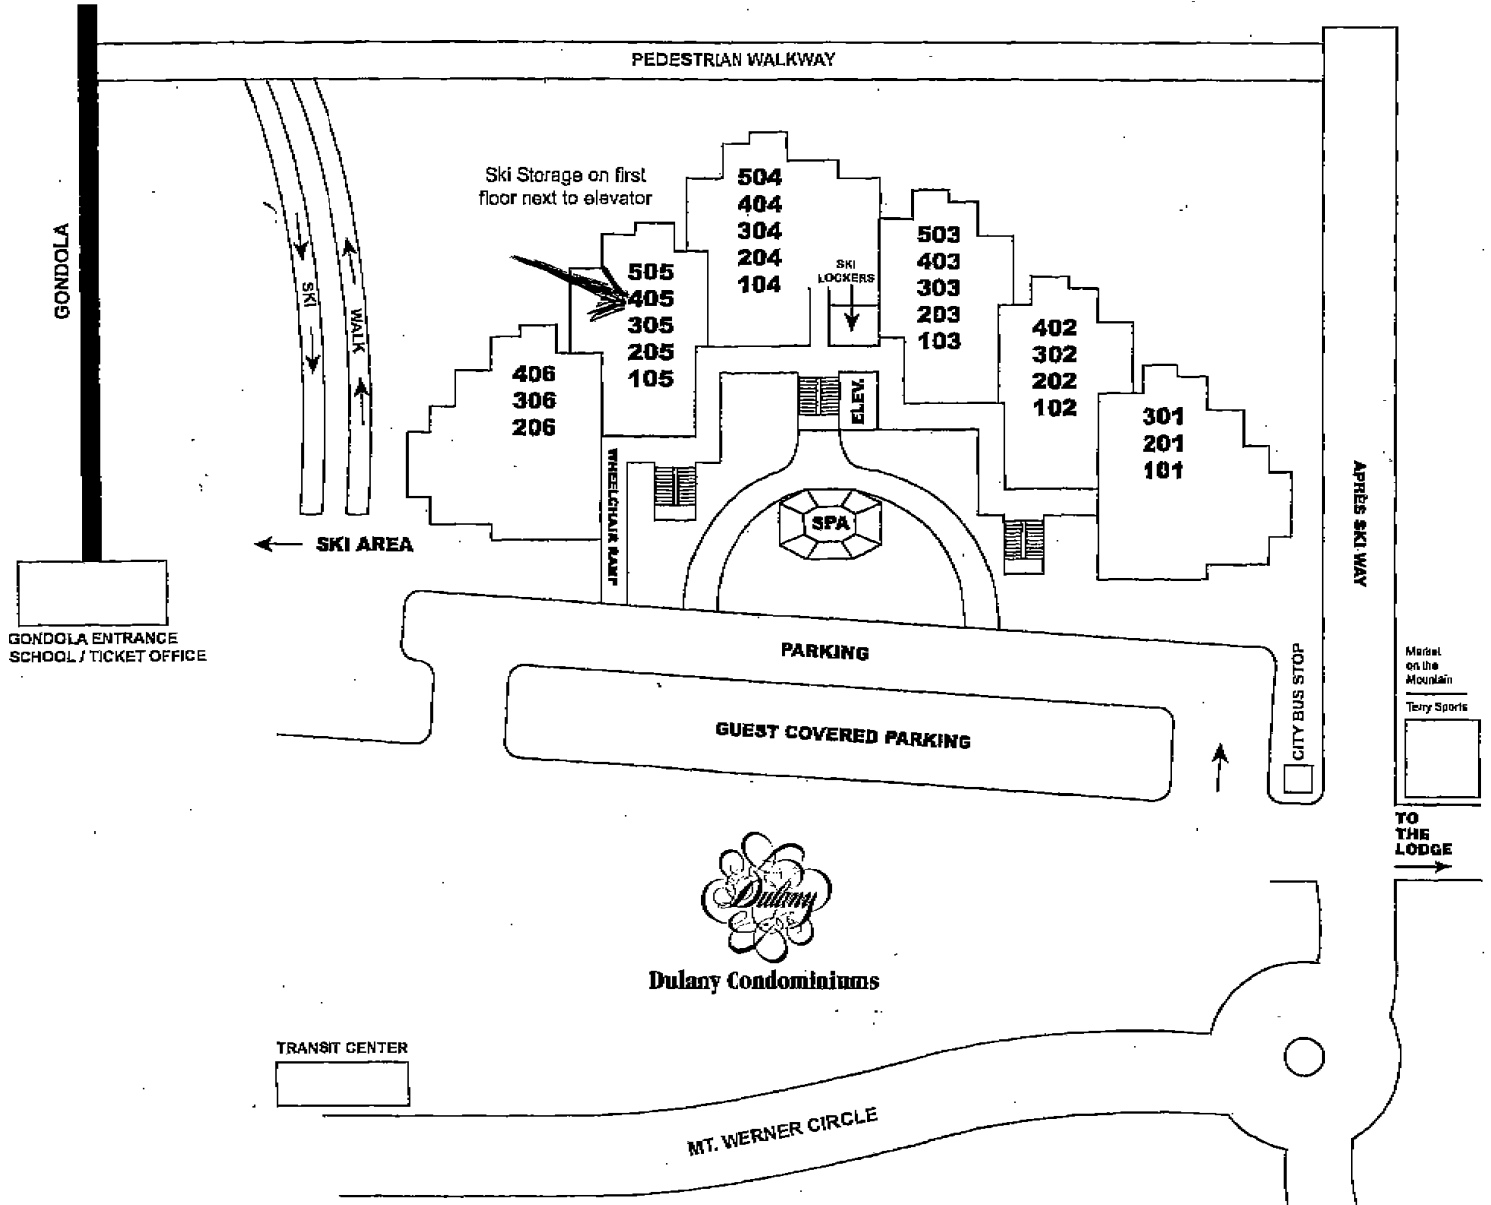 PEDESTRIAN WALKWAY
GONDOLA
SKI
WALK
Ski Storage on first
floor next to elevator
504
404
304
204
104
505
405
305
205
105
SKI
LOCKERS
503
403
303
203
103
402
302
202
102
406
306
206
301
201
101
ELEV.
WHEELCHAIR RAMP
SPA
APRÈS SKI WAY
SKI AREA
GONDOLA ENTRANCE
SCHOOL / TICKET OFFICE
PARKING
GUEST COVERED PARKING
CITY BUS STOP
Market
on the
Mountain
Terry Sports
TO
THE
LODGE
Dulany
Dulany Condominiums
TRANSIT CENTER
MT. WERNER CIRCLE